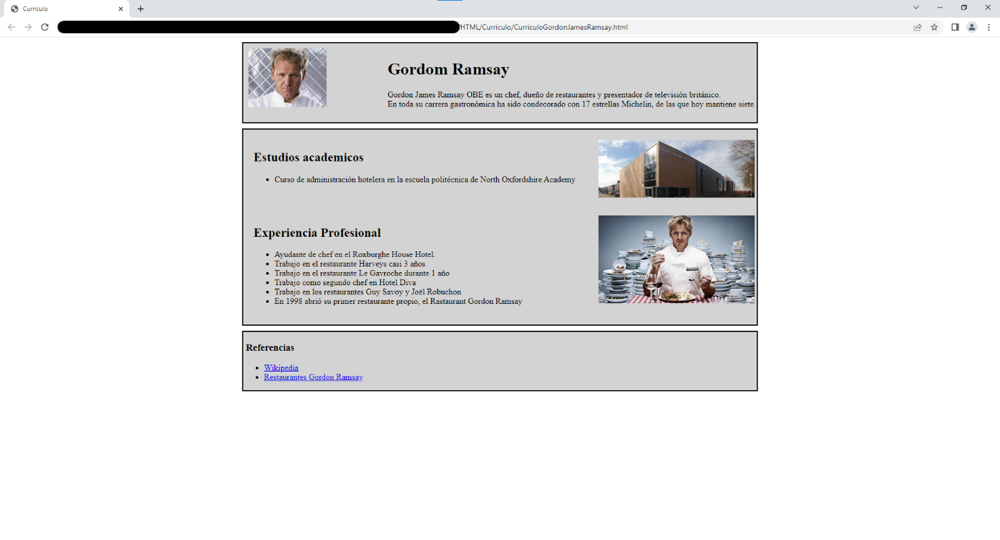 Curriculo
HTML/Curriculo/CurriculoGordonJamesRamsay.html
Gordom Ramsay
Gordon James Ramsay OBE es un chef, dueño de restaurantes y presentador de televisión británico.
En toda su carrera gastronómica ha sido condecorado con 17 estrellas Michelin, de las que hoy mantiene siete.
Estudios academicos
• Curso de administración hotelera en la escuela politécnica de North Oxfordshire Academy
Experiencia Profesional
• Ayudante de chef en el Roxburghe House Hotel.
• Trabajo en el restaurante Harveys casi 3 años
• Trabajo en el restaurante Le Gavroche durante 1 año
• Trabajo como segundo chef en Hotel Diva
• Trabajo en los restaurantes Guy Savoy y Joël Robuchon
• En 1998 abrió su primer restaurante propio, el Rastaurant Gordon Ramsay
Referencias
• Wikipedia
• Restaurantes Gordon Ramsay